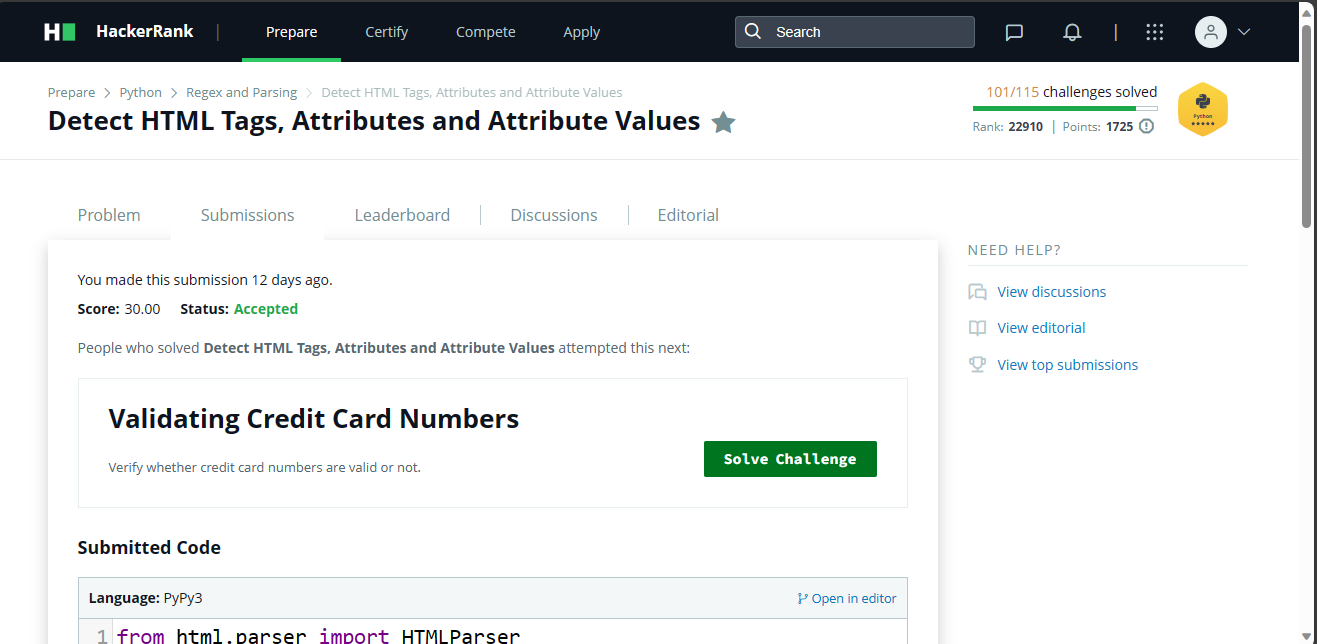 HackerRank | Prepare Certify Compete Apply Search |
Prepare > Python > Regex and Parsing > Detect HTML Tags, Attributes and Attribute Values
Detect HTML Tags, Attributes and Attribute Values
101/115 challenges solved
Rank: 22910 | Points: 1725
Python
Problem Submissions Leaderboard | Discussions | Editorial
You made this submission 12 days ago.
Score: 30.00 Status: Accepted
People who solved Detect HTML Tags, Attributes and Attribute Values attempted this next:
Validating Credit Card Numbers
Verify whether credit card numbers are valid or not.
Solve Challenge
Submitted Code
Language: PyPy3 Open in editor
1 from html.parser import HTMLParser
NEED HELP?
View discussions
View editorial
View top submissions